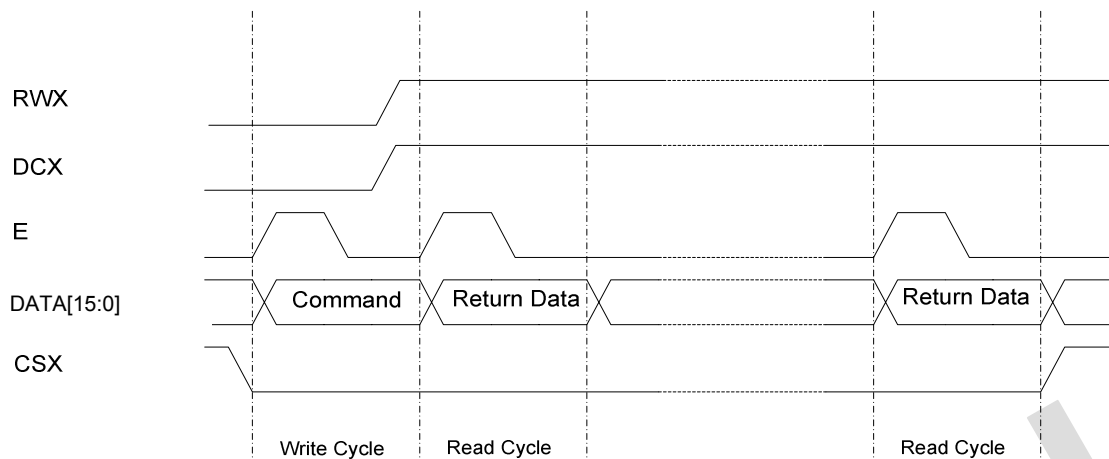 RWX
DCX
E
DATA[15:0]
Command
Return Data
Return Data
CSX
Write Cycle
Read Cycle
Read Cycle